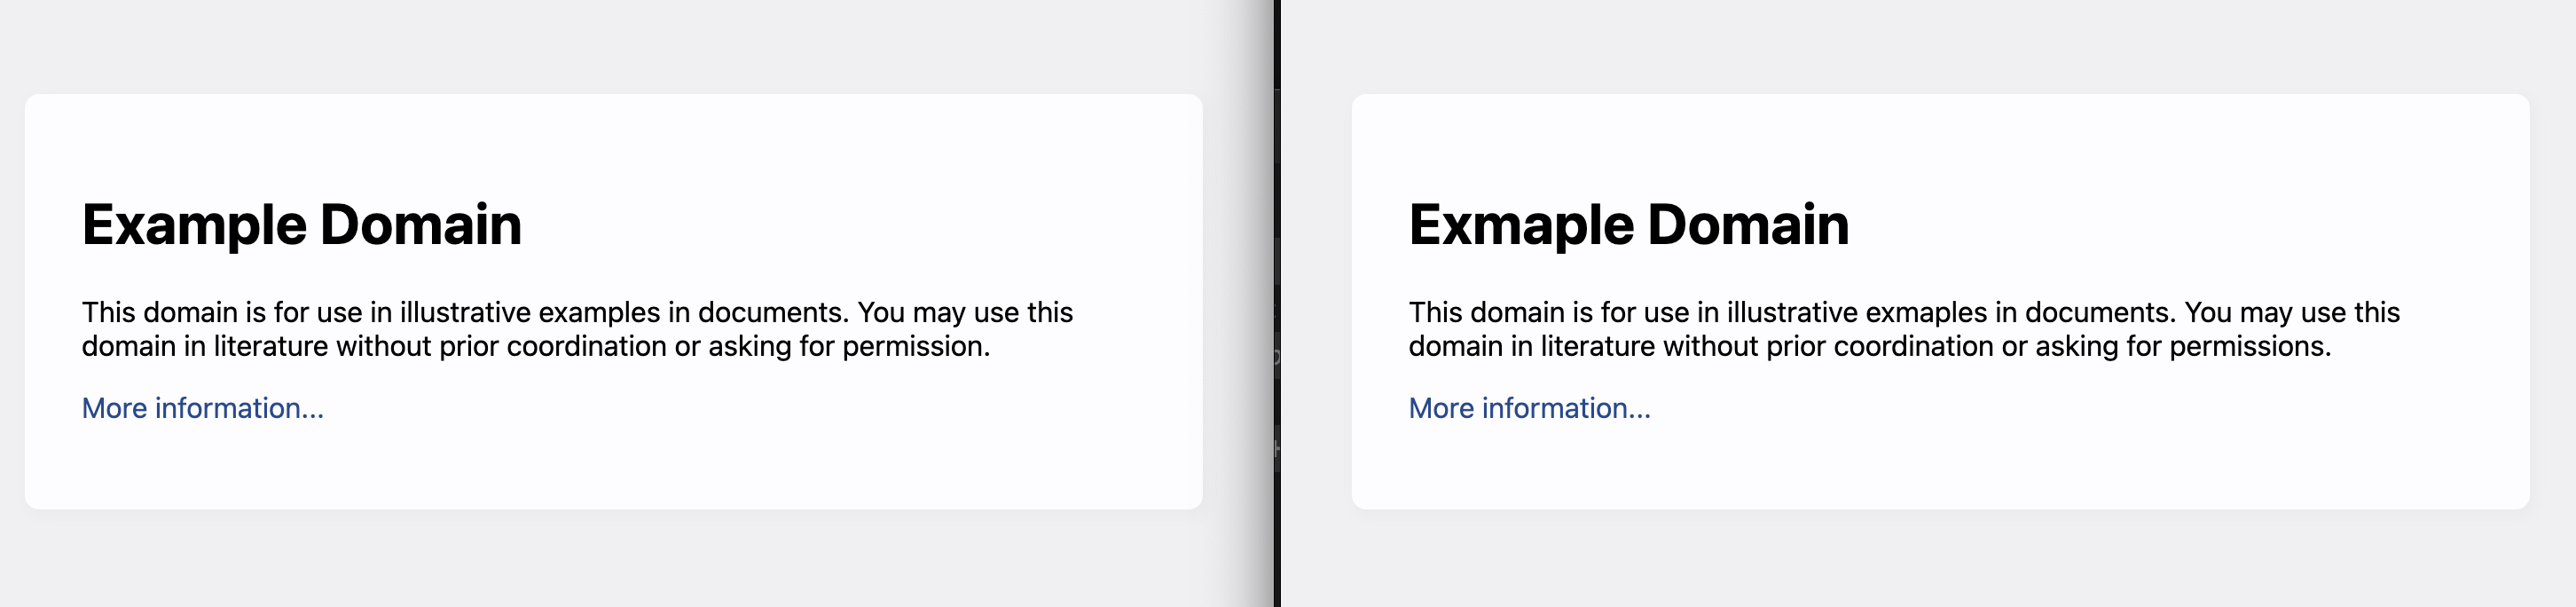 Example Domain
This domain is for use in illustrative examples in documents. You may use this
domain in literature without prior coordination or asking for permission.
More information...
Exmaple Domain
This domain is for use in illustrative exmaples in documents. You may use this
domain in literature without prior coordination or asking for permissions.
More information...